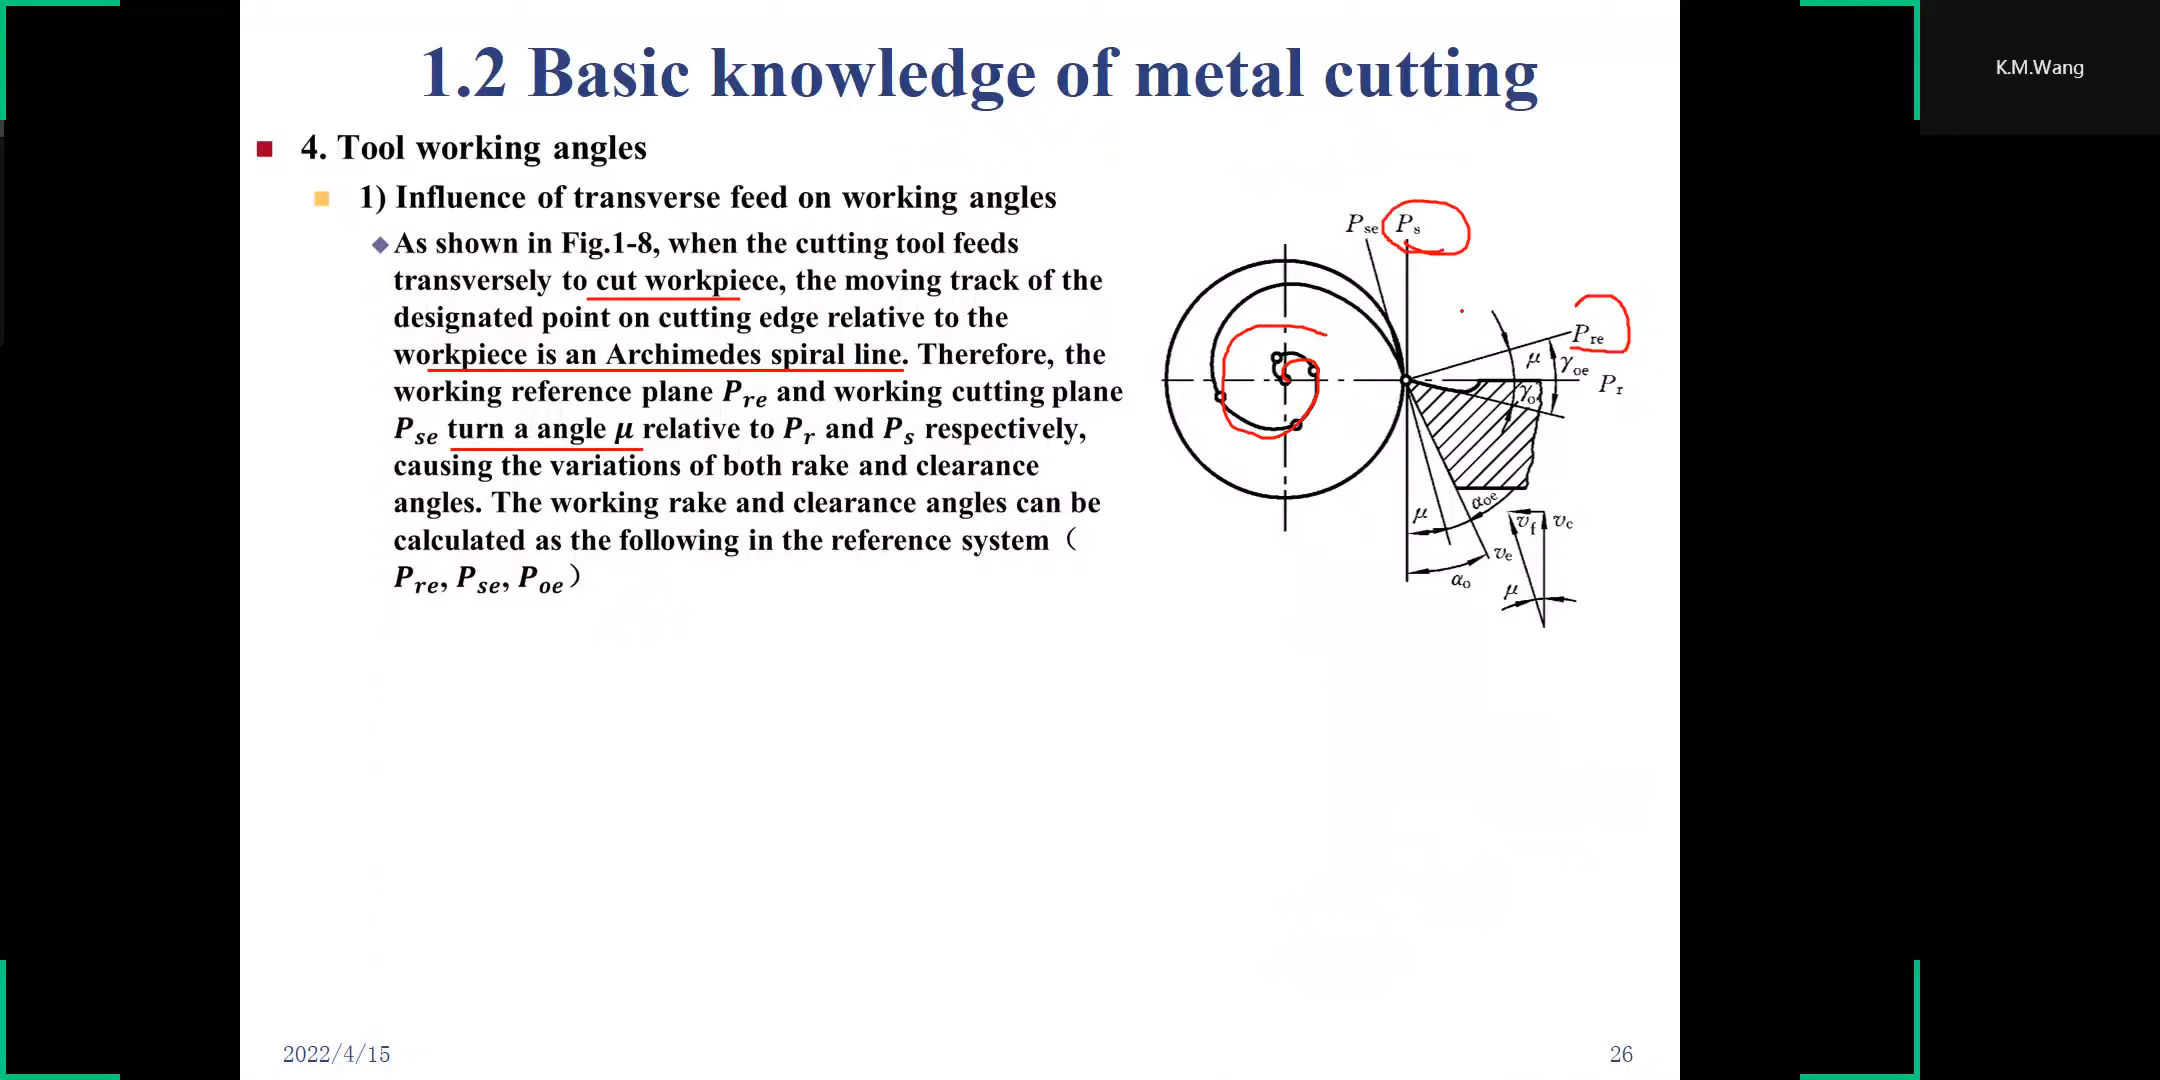 K.M.Wang
1.2 Basic knowledge of metal cutting
4. Tool working angles
1) Influence of transverse feed on working angles
As shown in Fig.1-8, when the cutting tool feeds
transversely to cut workpiece, the moving track of the
designated point on cutting edge relative to the
workpiece is an Archimedes spiral line. Therefore, the
working reference plane Pre and working cutting plane
Pse turn a angle μ relative to Pr and Ps respectively,
causing the variations of both rake and clearance
angles. The working rake and clearance angles can be
calculated as the following in the reference system（
Pre, Pse, Poe）
Pse Ps
Pre
μ γoe
Pr
γo
αoe
μ
vf vc
ve
αo
μ
2022/4/15
26